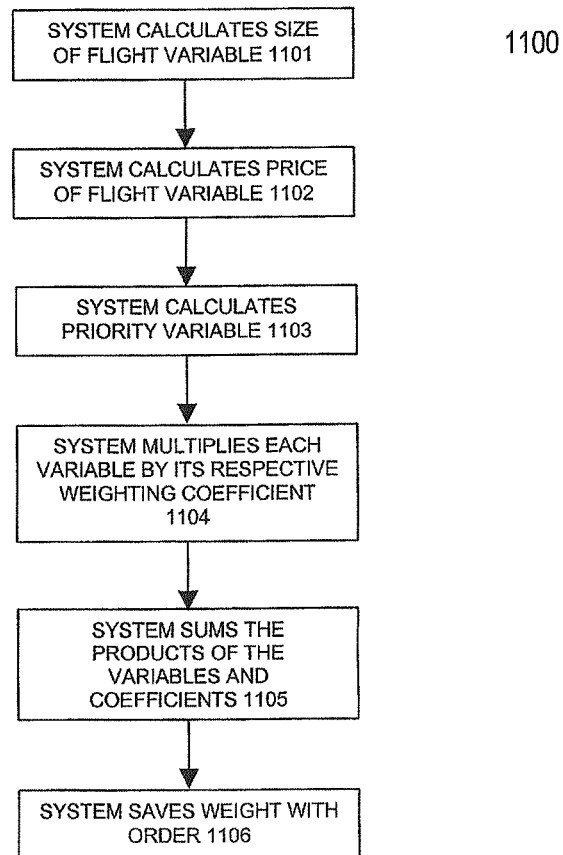 SYSTEM CALCULATES SIZE
OF FLIGHT VARIABLE 1101
1100
SYSTEM CALCULATES PRICE
OF FLIGHT VARIABLE 1102
SYSTEM CALCULATES
PRIORITY VARIABLE 1103
SYSTEM MULTIPLIES EACH
VARIABLE BY ITS RESPECTIVE
WEIGHTING COEFFICIENT
1104
SYSTEM SUMS THE
PRODUCTS OF THE
VARIABLES AND
COEFFICIENTS 1105
SYSTEM SAVES WEIGHT WITH
ORDER 1106